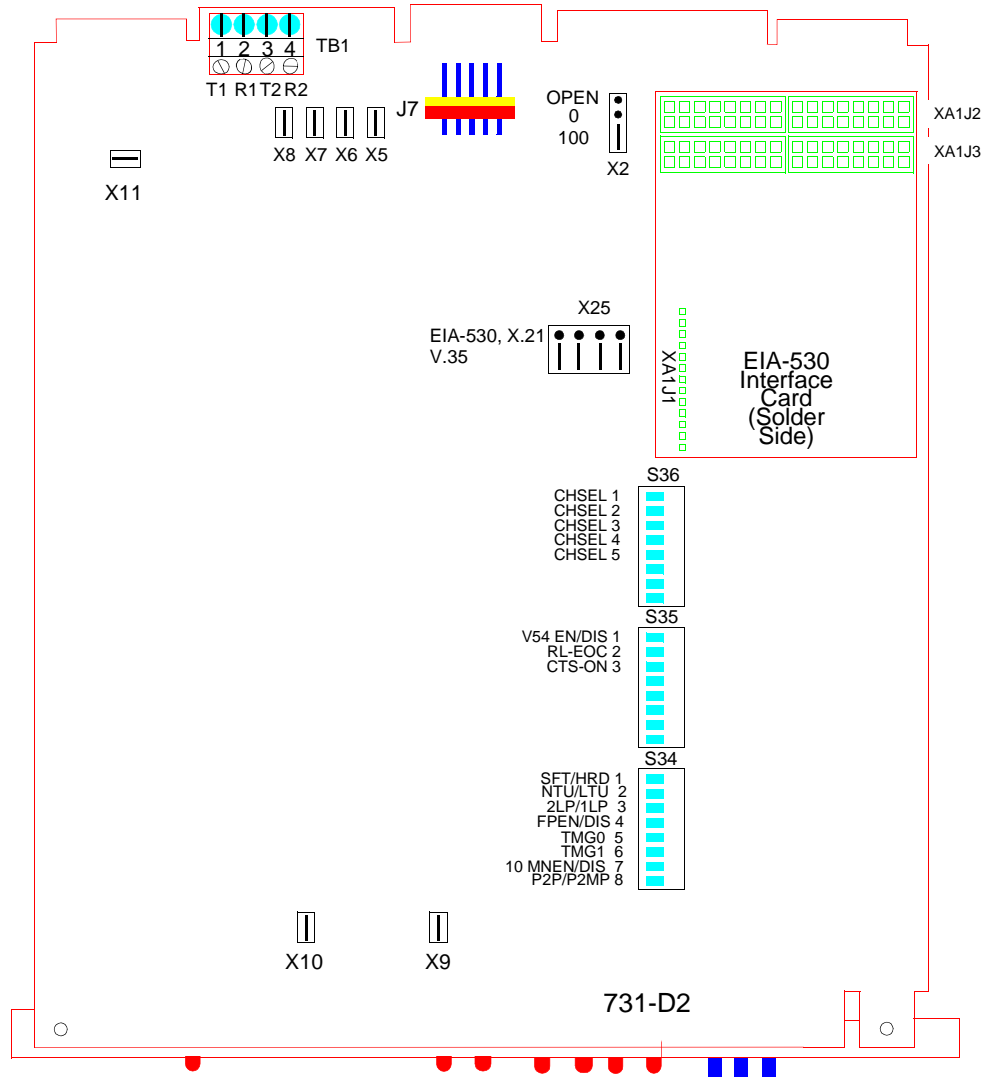 1 2 3 4 TB1
T1 R1 T2 R2
J7
OPEN
0
100
X2
XA1J2
XA1J3
X8 X7 X6 X5
X11
X25
EIA-530, X.21
V.35
XA1J1
EIA-530
Interface
Card
(Solder
Side)
S36
CHSEL 1
CHSEL 2
CHSEL 3
CHSEL 4
CHSEL 5
S35
V54 EN/DIS 1
RL-EOC 2
CTS-ON 3
S34
SFT/HRD 1
NTU/LTU 2
2LP/1LP 3
FPEN/DIS 4
TMG0 5
TMG1 6
10 MNEN/DIS 7
P2P/P2MP 8
X10 X9
731-D2